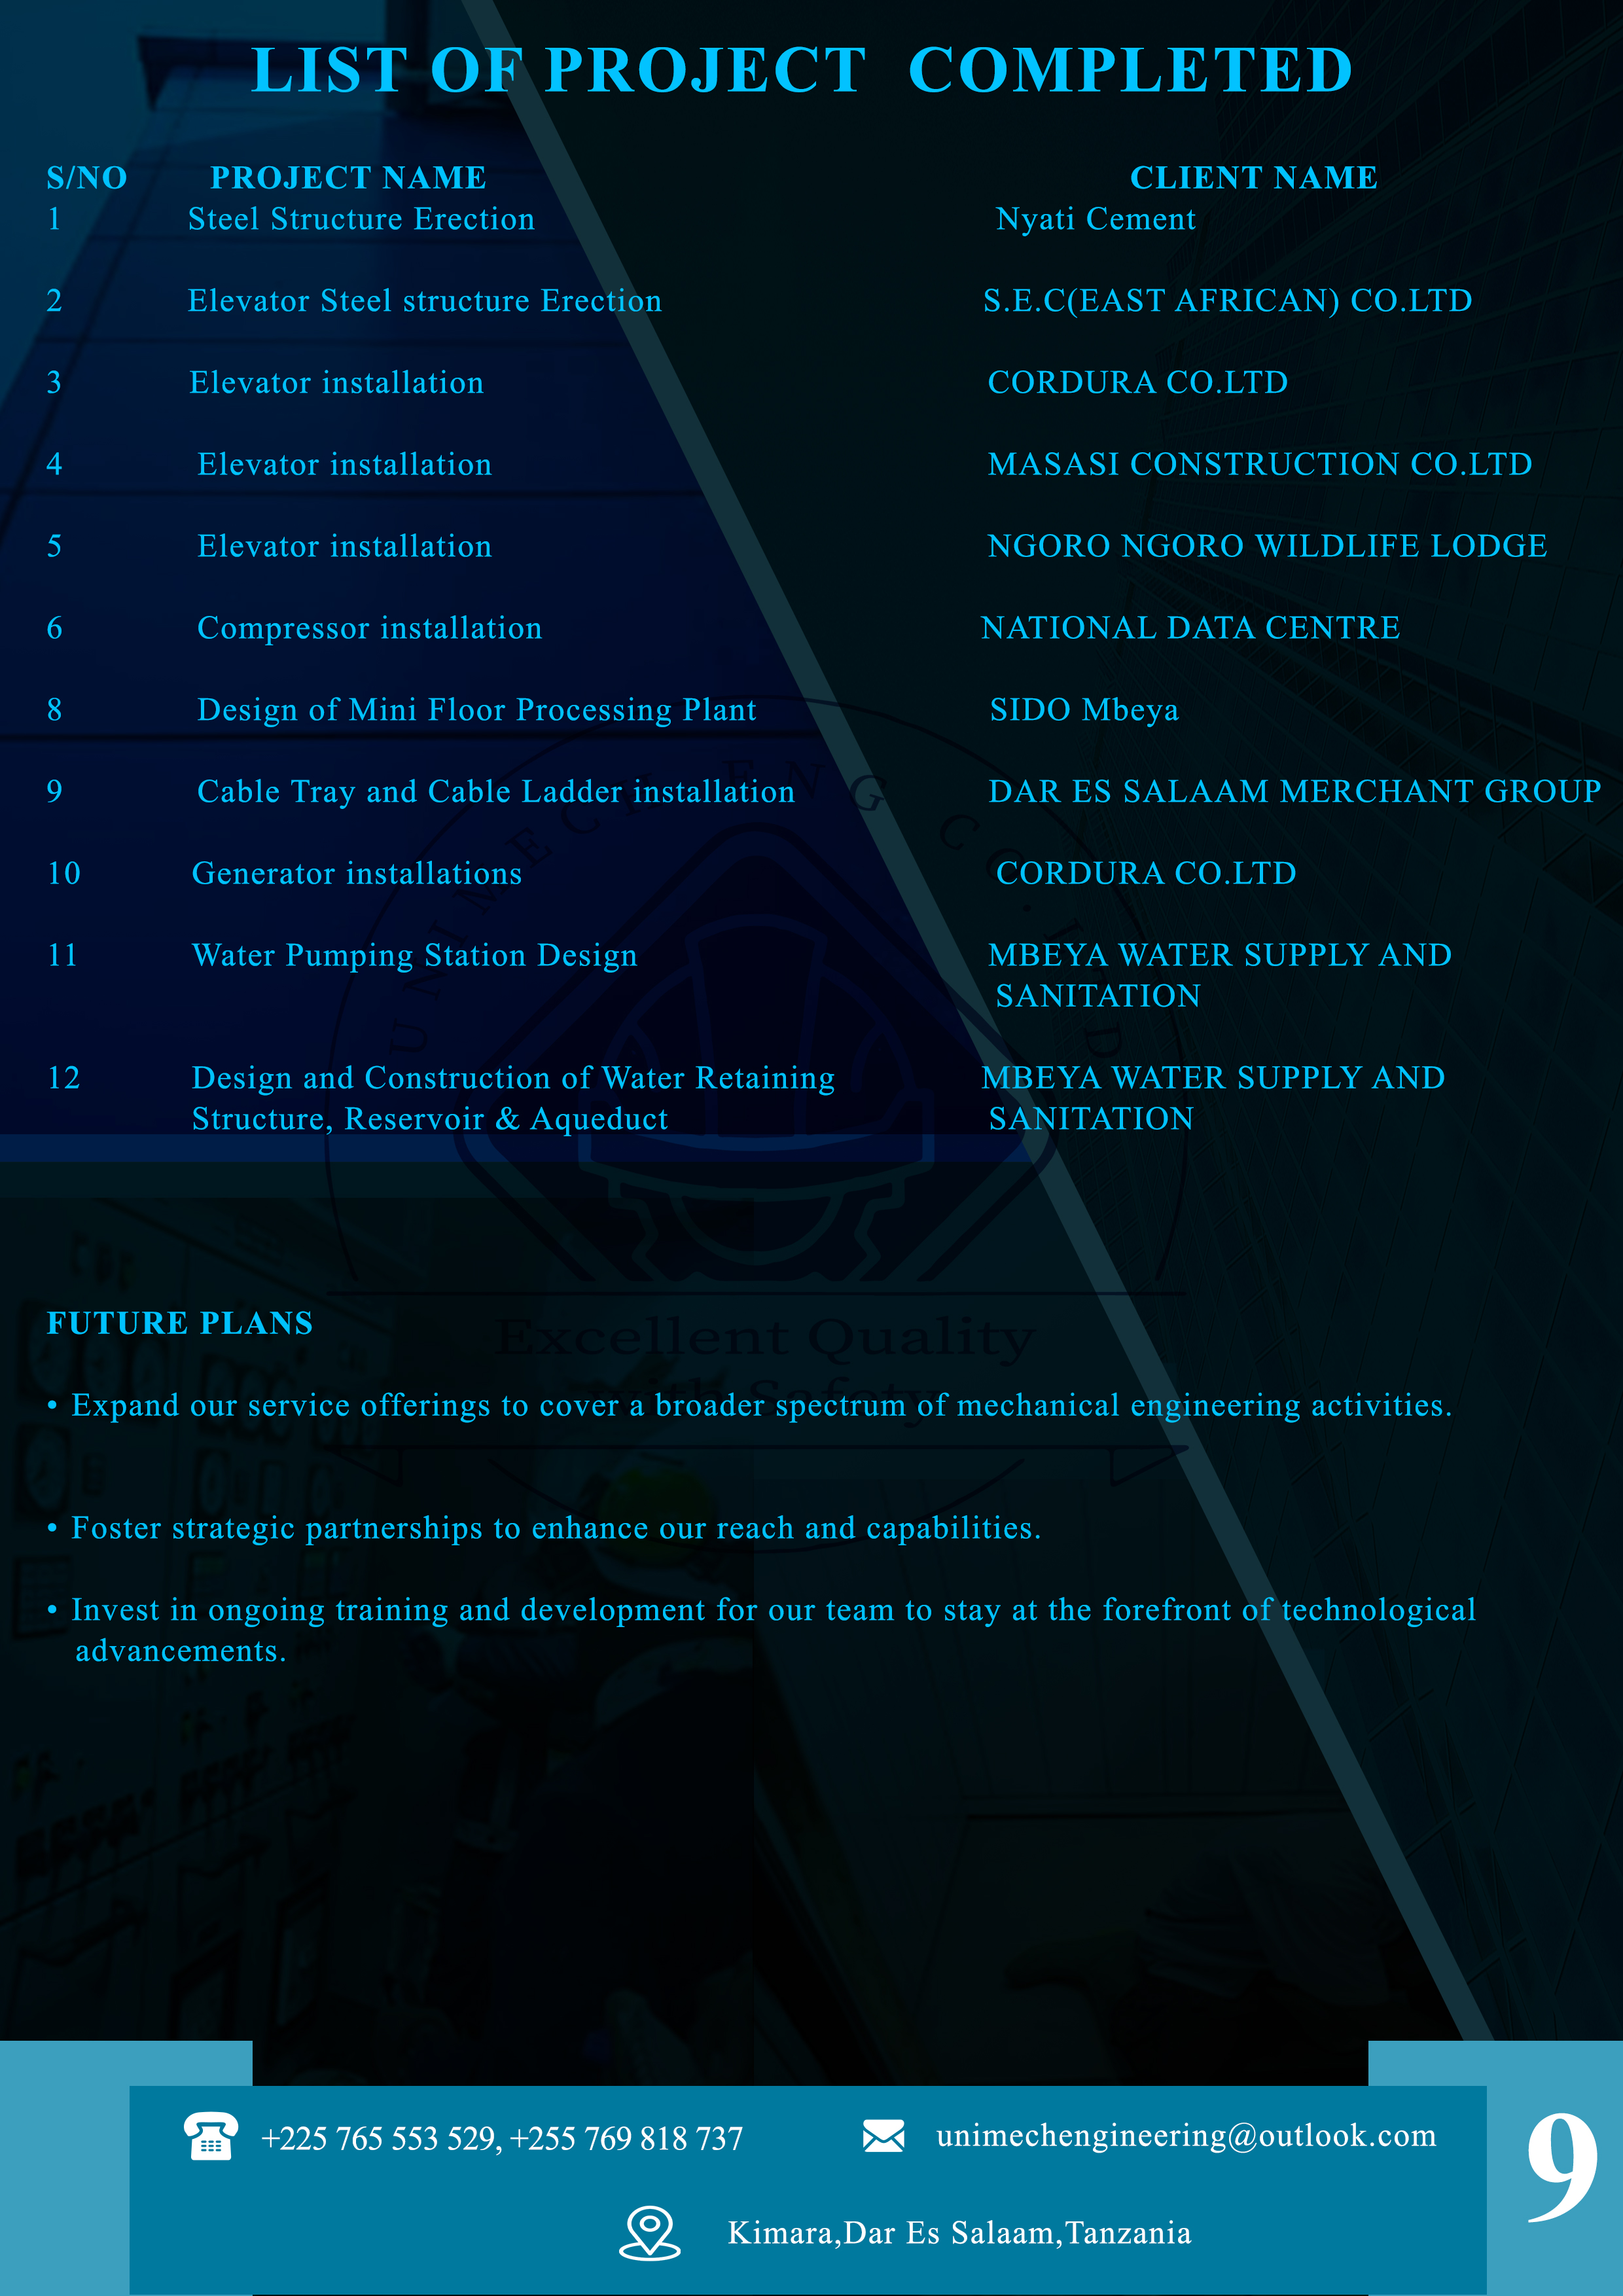 LIST OF PROJECT COMPLETED
S/NO PROJECT NAME CLIENT NAME
1 Steel Structure Erection Nyati Cement
2 Elevator Steel structure Erection S.E.C(EAST AFRICAN) CO.LTD
3 Elevator installation CORDURA CO.LTD
4 Elevator installation MASASI CONSTRUCTION CO.LTD
5 Elevator installation NGORO NGORO WILDLIFE LODGE
6 Compressor installation NATIONAL DATA CENTRE
8 Design of Mini Floor Processing Plant SIDO Mbeya
9 Cable Tray and Cable Ladder installation DAR ES SALAAM MERCHANT GROUP
10 Generator installations CORDURA CO.LTD
11 Water Pumping Station Design MBEYA WATER SUPPLY AND
SANITATION
12 Design and Construction of Water Retaining MBEYA WATER SUPPLY AND
Structure, Reservoir & Aqueduct SANITATION
UNIMECH ENG CO.LTD
Excellent Quality
with Safety
FUTURE PLANS
• Expand our service offerings to cover a broader spectrum of mechanical engineering activities.
• Foster strategic partnerships to enhance our reach and capabilities.
• Invest in ongoing training and development for our team to stay at the forefront of technological
advancements.
+225 765 553 529, +255 769 818 737
unimechengineering@outlook.com
Kimara,Dar Es Salaam,Tanzania
9